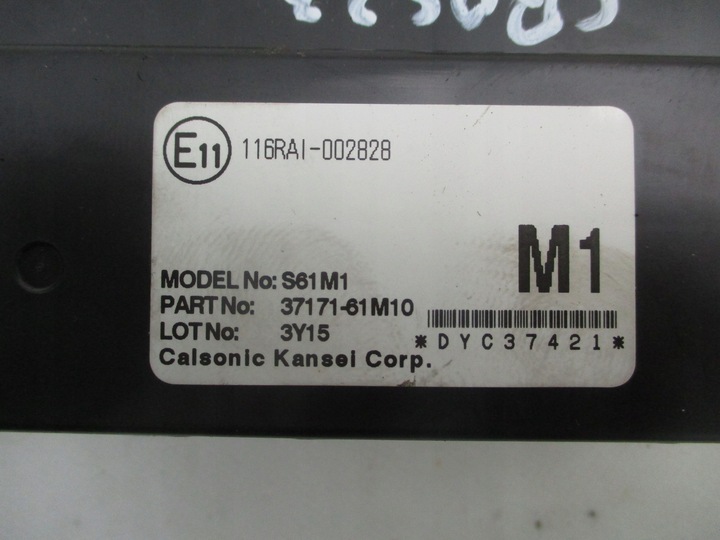 E11 116RAI-002828
M1
MODEL No: S61M1
PART No: 37171-61M10
LOT No: 3Y15
*DYC37421*
Calsonic Kansei Corp.